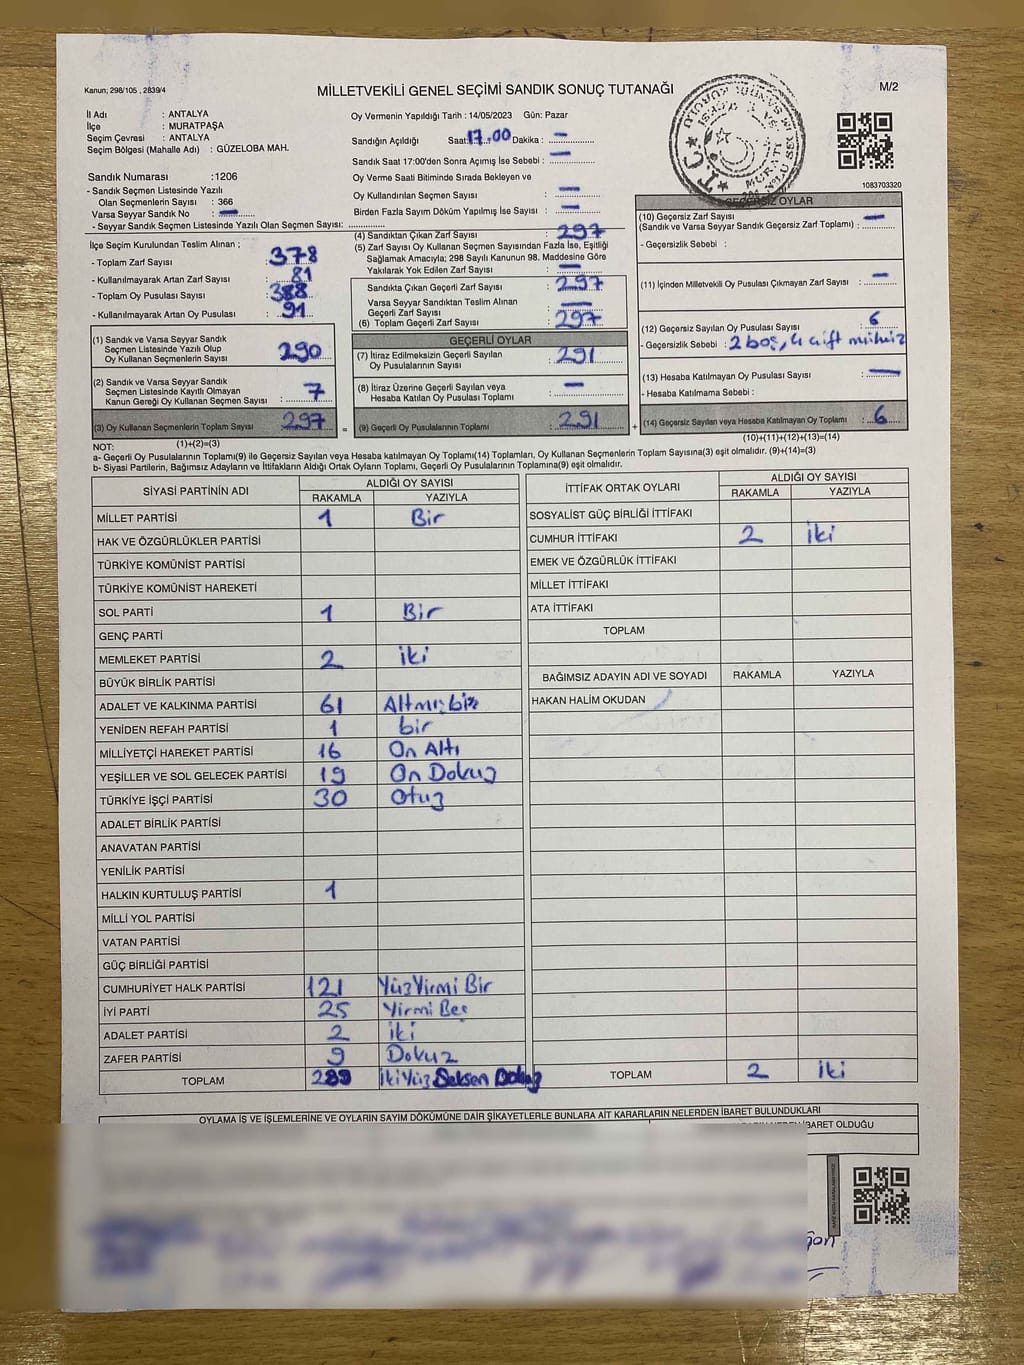 Kanun; 298/105 , 2839/4
MİLLETVEKİLİ GENEL SEÇİMİ SANDIK SONUÇ TUTANAĞI
M/2
İl Adı : ANTALYA
İlçe : MURATPAŞA
Seçim Çevresi : ANTALYA
Seçim Bölgesi (Mahalle Adı) : GÜZELOBA MAH.
Sandık Numarası :1206
- Sandık Seçmen Listesinde Yazılı
Olan Seçmenlerin Sayısı : 366
Varsa Seyyar Sandık No : —
- Seyyar Sandık Seçmen Listesinde Yazılı Olan Seçmen Sayısı:
İlçe Seçim Kurulundan Teslim Alınan ;
- Toplam Zarf Sayısı : 378
- Kullanılmayarak Artan Zarf Sayısı : 81
- Toplam Oy Pusulası Sayısı : 388
- Kullanılmayarak Artan Oy Pusulası : 91
(1) Sandık ve Varsa Seyyar Sandık
Seçmen Listesinde Yazılı Olup
Oy Kullanan Seçmenlerin Sayısı : 290
(2) Sandık ve Varsa Seyyar Sandık
Seçmen Listesinde Kayıtlı Olmayan
Kanun Gereği Oy Kullanan Seçmen Sayısı : 7
(3) Oy Kullanan Seçmenlerin Toplam Sayısı : 297
(1)+(2)=(3)
Oy Vermenin Yapıldığı Tarih : 14/05/2023 Gün: Pazar
Sandığın Açıldığı Saat: 17.00 Dakika : —
Sandık Saat 17:00'den Sonra Açılmış İse Sebebi : —
Oy Verme Saati Bitiminde Sırada Bekleyen ve
Oy Kullandırılan Seçmen Sayısı : —
Birden Fazla Sayım Döküm Yapılmış İse Sayısı : —
(4) Sandıktan Çıkan Zarf Sayısı : 297
(5) Zarf Sayısı Oy Kullanan Seçmen Sayısından Fazla İse, Eşitliği
Sağlamak Amacıyla; 298 Sayılı Kanunun 98. Maddesine Göre
Yakılarak Yok Edilen Zarf Sayısı : —
Sandıkta Çıkan Geçerli Zarf Sayısı : 297
Varsa Seyyar Sandıktan Teslim Alınan
Geçerli Zarf Sayısı : —
(6) Toplam Geçerli Zarf Sayısı : 297
GEÇERLİ OYLAR
(7) İtiraz Edilmeksizin Geçerli Sayılan
Oy Pusulalarının Sayısı : 291
(8) İtiraz Üzerine Geçerli Sayılan veya
Hesaba Katılan Oy Pusulası Toplamı : —
= (9) Geçerli Oy Pusulalarının Toplamı : 291
1083703320
GEÇERSİZ OYLAR
(10) Geçersiz Zarf Sayısı
(Sandık ve Varsa Seyyar Geçersiz Zarf Toplamı) : —
- Geçersizlik Sebebi :
(11) İçinden Milletvekili Oy Pusulası Çıkmayan Zarf Sayısı : —
(12) Geçersiz Sayılan Oy Pusulası Sayısı : 6
- Geçersizlik Sebebi : 2 boş, 4 çift mühür
(13) Hesaba Katılmayan Oy Pusulası Sayısı : —
- Hesaba Katılmama Sebebi :
+ (14) Geçersiz Sayılan veya Hesaba Katılmayan Oy Toplamı : 6
(10)+(11)+(12)+(13)=(14)
NOT:
a- Geçerli Oy Pusulalarının Toplamı(9) ile Geçersiz Sayılan veya Hesaba katılmayan Oy Toplamı(14) Toplamları, Oy Kullanan Seçmenlerin Toplam Sayısına(3) eşit olmalıdır. (9)+(14)=(3)
b- Siyasi Partilerin, Bağımsız Adayların ve İttifakların Aldığı Ortak Oyların Toplamı, Geçerli Oy Pusulalarının Toplamına(9) eşit olmalıdır.
SİYASİ PARTİNİN ADI ALDIĞI OY SAYISI
RAKAMLA YAZIYLA
MİLLET PARTİSİ 1 Bir
HAK VE ÖZGÜRLÜKLER PARTİSİ
TÜRKİYE KOMÜNİST PARTİSİ
TÜRKİYE KOMÜNİST HAREKETİ
SOL PARTİ 1 Bir
GENÇ PARTİ
MEMLEKET PARTİSİ 2 iki
BÜYÜK BİRLİK PARTİSİ
ADALET VE KALKINMA PARTİSİ 61 Altmış bir
YENİDEN REFAH PARTİSİ 1 bir
MİLLİYETÇİ HAREKET PARTİSİ 16 On Altı
YEŞİLLER VE SOL GELECEK PARTİSİ 19 On Dokuz
TÜRKİYE İŞÇİ PARTİSİ 30 Otuz
ADALET BİRLİK PARTİSİ
ANAVATAN PARTİSİ
YENİLİK PARTİSİ
HALKIN KURTULUŞ PARTİSİ 1
MİLLİ YOL PARTİSİ
VATAN PARTİSİ
GÜÇ BİRLİĞİ PARTİSİ
CUMHURİYET HALK PARTİSİ 121 Yüz Yirmi Bir
İYİ PARTİ 25 Yirmi Beş
ADALET PARTİSİ 2 iki
ZAFER PARTİSİ 9 Dokuz
TOPLAM 289 İki Yüz Seksen Dokuz
İTTİFAK ORTAK OYLARI ALDIĞI OY SAYISI
RAKAMLA YAZIYLA
SOSYALİST GÜÇ BİRLİĞİ İTTİFAKI
CUMHUR İTTİFAKI 2 iki
EMEK VE ÖZGÜRLÜK İTTİFAKI
MİLLET İTTİFAKI
ATA İTTİFAKI
TOPLAM
BAĞIMSIZ ADAYIN ADI VE SOYADI RAKAMLA YAZIYLA
HAKAN HALİM OKUDAN
TOPLAM 2 iki
OYLAMA İŞ VE İŞLEMLERİNE VE OYLARIN SAYIM DÖKÜMÜNE DAİR ŞİKAYETLERLE BUNLARA AİT KARARLARIN NELERDEN İBARET BULUNDUKLARI
İBARET OLDUĞU